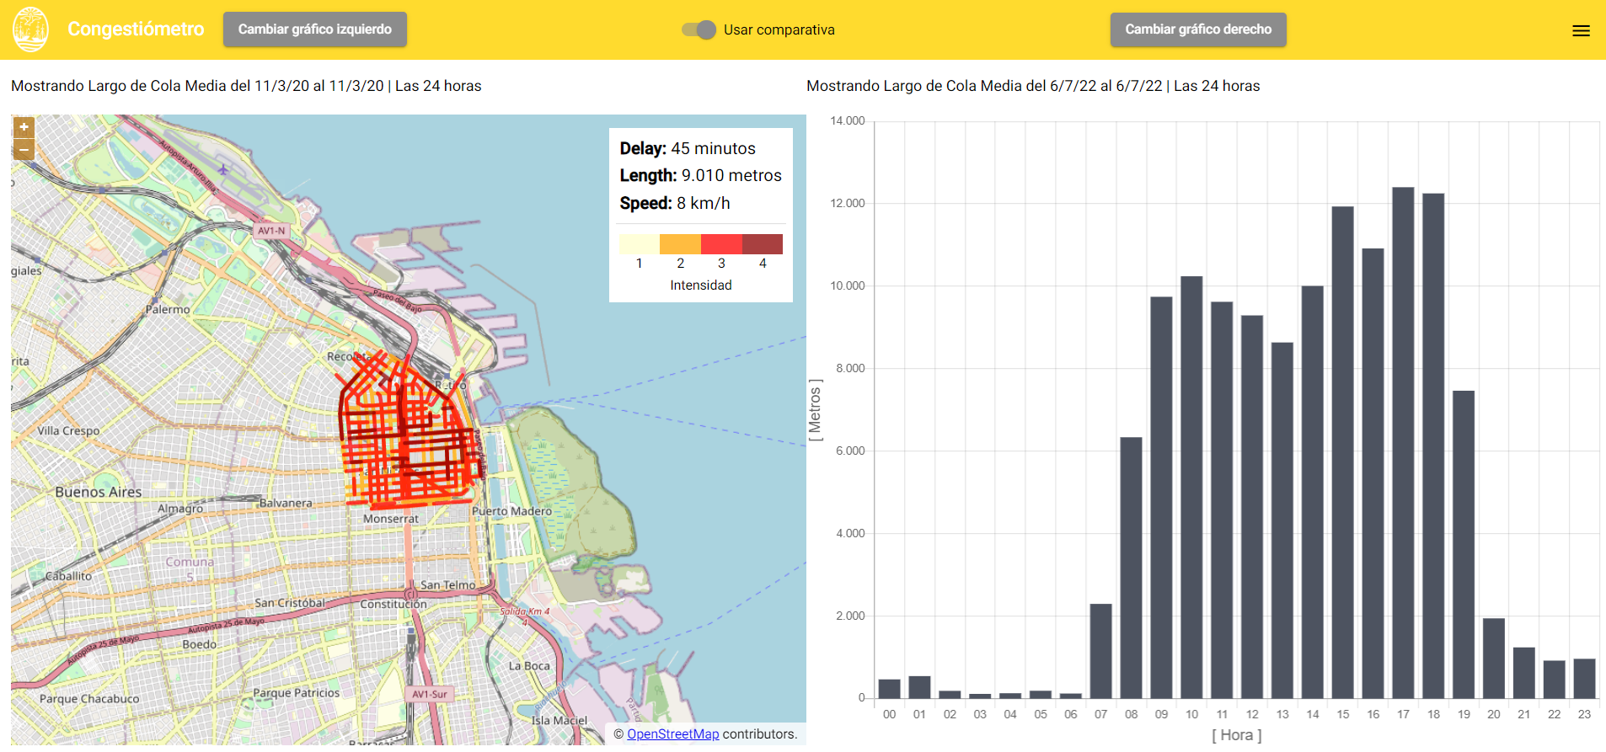 Congestiómetro
Cambiar gráfico izquierdo
Usar comparativa
Cambiar gráfico derecho
Mostrando Largo de Cola Media del 11/3/20 al 11/3/20 | Las 24 horas
Mostrando Largo de Cola Media del 6/7/22 al 6/7/22 | Las 24 horas
+
−
Delay: 45 minutos
Length: 9.010 metros
Speed: 8 km/h
1 2 3 4
Intensidad
Autopista Arturo Illia
AV1-N
giales
Paseo del Bajo
Palermo
Recoleta
rita
Retiro
Villa Crespo
Buenos Aires
Almagro
Balvanera
Monserrat
Puerto Madero
Comuna
5
Caballito
San Telmo
San Cristóbal
Constitución
Salida Km 4
4
Autopista 25 de Mayo
Autopista 25 de Mayo
Boedo
La Boca
Parque Chacabuco
Parque Patricios
AV1-Sur
Isla Maciel
Barracas
© OpenStreetMap contributors.
14.000
12.000
10.000
8.000
6.000
4.000
2.000
0
[ Metros ]
00 01 02 03 04 05 06 07 08 09 10 11 12 13 14 15 16 17 18 19 20 21 22 23
[ Hora ]